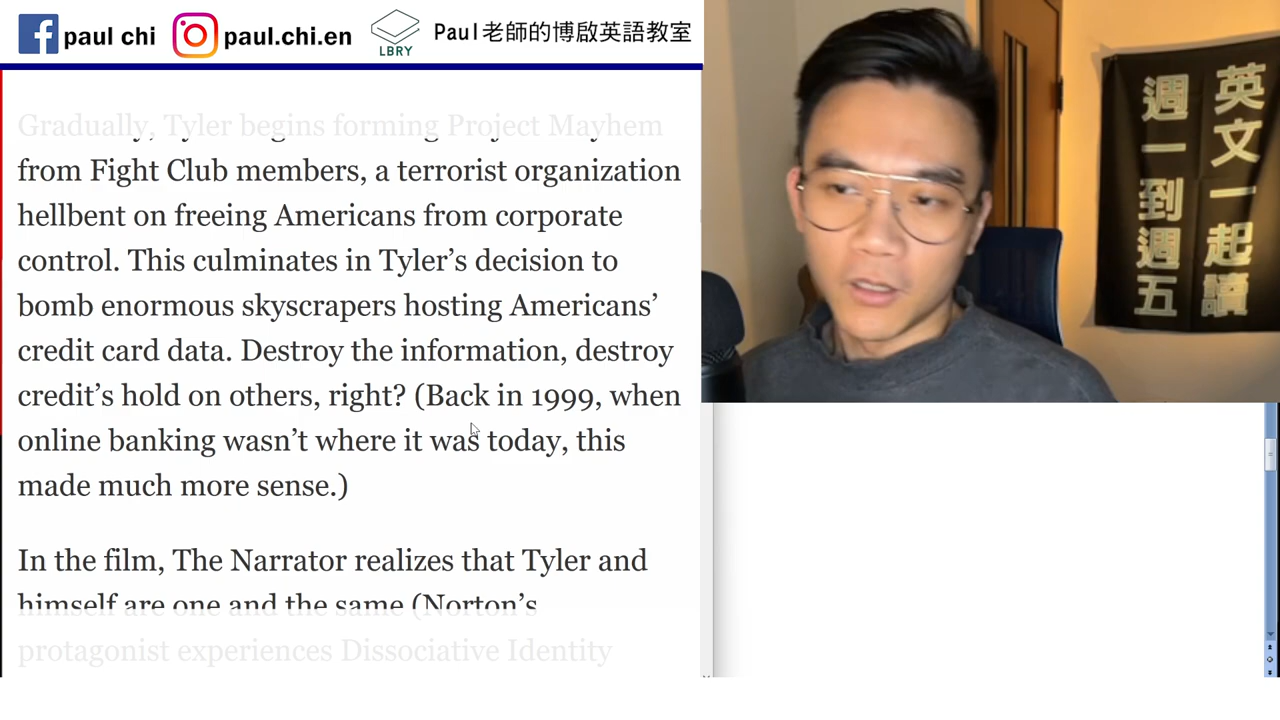 paul chi
paul.chi.en
LBRY
Paul老師的博啟英語教室
Gradually, Tyler begins forming Project Mayhem
from Fight Club members, a terrorist organization
hellbent on freeing Americans from corporate
control. This culminates in Tyler’s decision to
bomb enormous skyscrapers hosting Americans’
credit card data. Destroy the information, destroy
credit’s hold on others, right? (Back in 1999, when
online banking wasn’t where it was today, this
made much more sense.)
In the film, The Narrator realizes that Tyler and
himself are one and the same (Norton’s
protagonist experiences Dissociative Identity
英文一起讀
週一到週五